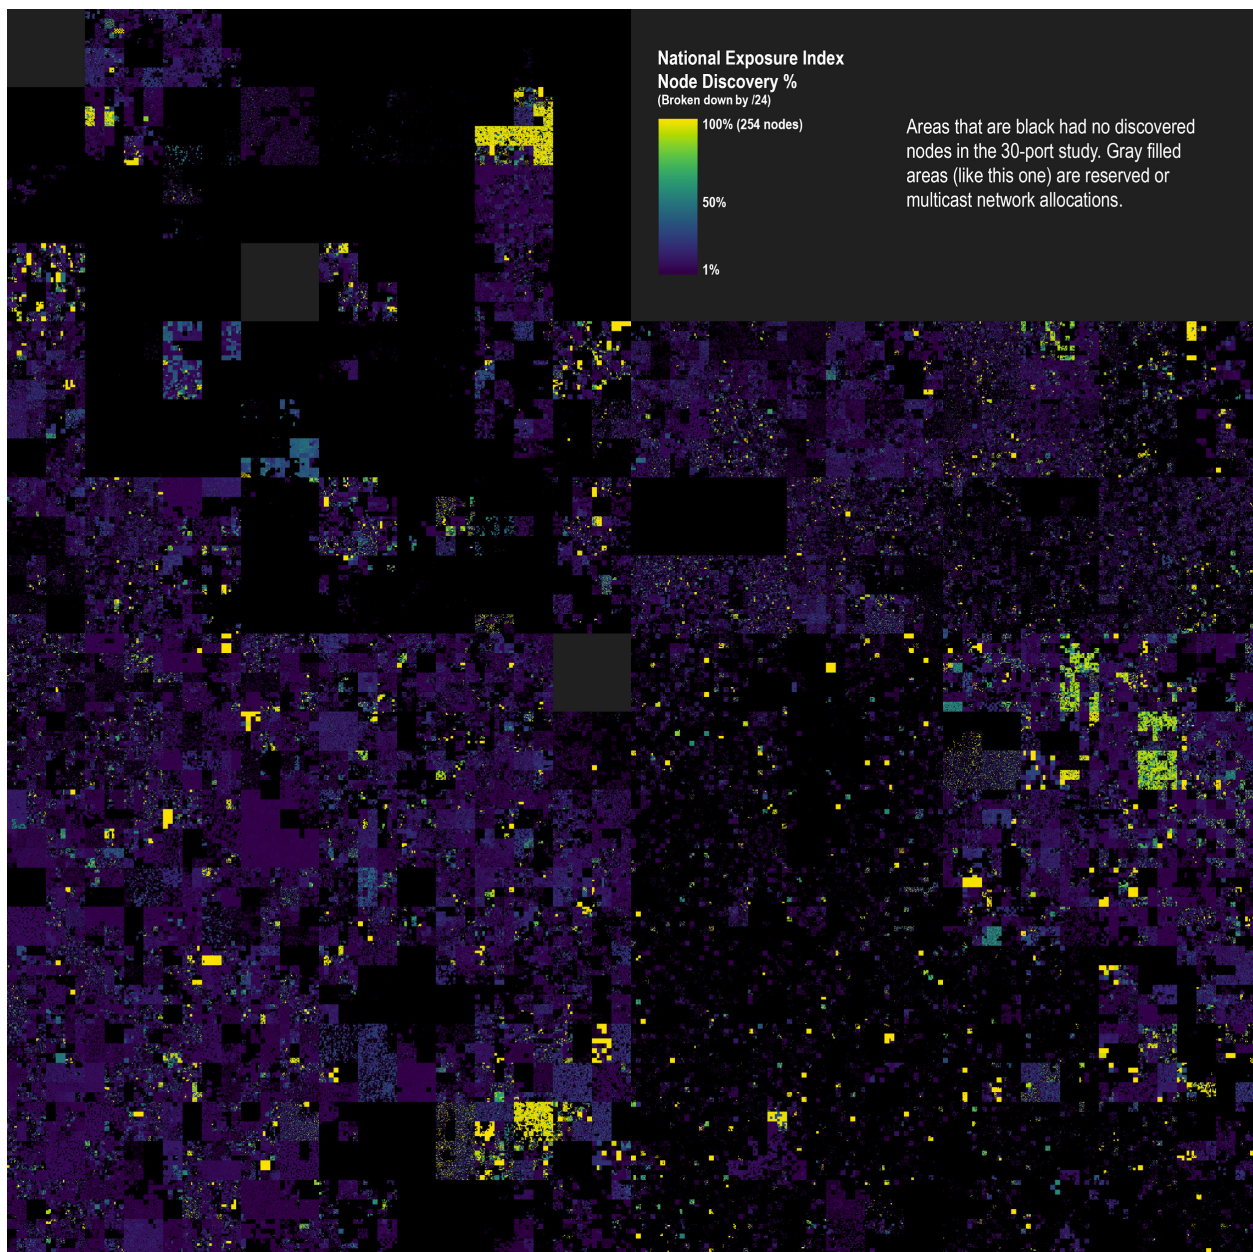 National Exposure Index
Node Discovery %
(Broken down by /24)
100% (254 nodes)
50%
1%
Areas that are black had no discovered
nodes in the 30-port study. Gray filled
areas (like this one) are reserved or
multicast network allocations.